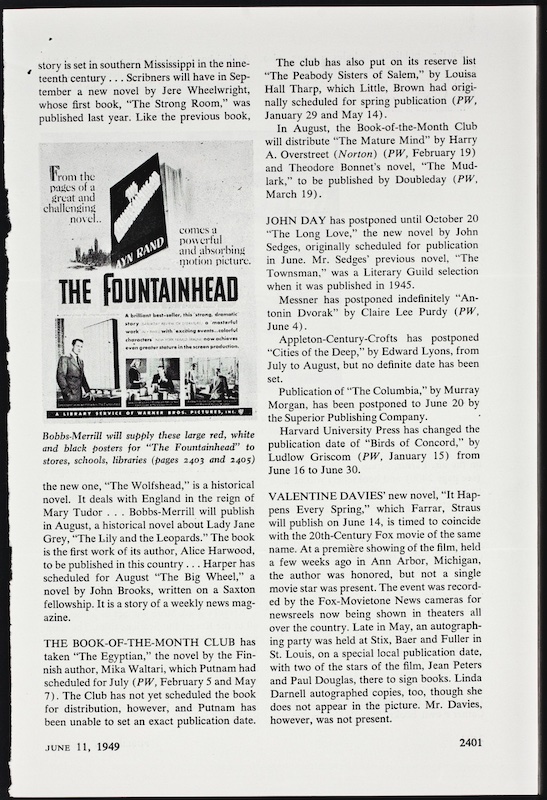 story is set in southern Mississippi in the nine-
teenth century . . . Scribners will have in Sep-
tember a new novel by Jere Wheelwright,
whose first book, "The Strong Room," was
published last year. Like the previous book,
From the
pages of a
great and
challenging
novel..
AYN RAND
comes a
powerful
and absorbing
motion picture.
THE FOUNTAINHEAD
A brilliant best-seller, this strong, dramatic
story
a masterful
work
with exciting events...colorful
characters
now achieves
even greater stature in the screen production.
A LIBRARY SERVICE OF WARNER BROS. PICTURES, INC.
Bobbs-Merrill will supply these large red, white
and black posters for "The Fountainhead" to
stores, schools, libraries (pages 2403 and 2405)
the new one, "The Wolfshead," is a historical
novel. It deals with England in the reign of
Mary Tudor . . . Bobbs-Merrill will publish
in August, a historical novel about Lady Jane
Grey, "The Lily and the Leopards." The book
is the first work of its author, Alice Harwood,
to be published in this country . . . Harper has
scheduled for August "The Big Wheel," a
novel by John Brooks, written on a Saxton
fellowship. It is a story of a weekly news mag-
azine.
THE BOOK-OF-THE-MONTH CLUB has
taken "The Egyptian," the novel by the Fin-
nish author, Mika Waltari, which Putnam had
scheduled for July (PW, February 5 and May
7). The Club has not yet scheduled the book
for distribution, however, and Putnam has
been unable to set an exact publication date.
The club has also put on its reserve list
"The Peabody Sisters of Salem," by Louisa
Hall Tharp, which Little, Brown had origi-
nally scheduled for spring publication (PW,
January 29 and May 14).
In August, the Book-of-the-Month Club
will distribute "The Mature Mind" by Harry
A. Overstreet (Norton) (PW, February 19)
and Theodore Bonnet's novel, "The Mud-
lark," to be published by Doubleday (PW,
March 19).
JOHN DAY has postponed until October 20
"The Long Love," the new novel by John
Sedges, originally scheduled for publication
in June. Mr. Sedges' previous novel, "The
Townsman," was a Literary Guild selection
when it was published in 1945.
Messner has postponed indefinitely "An-
tonin Dvorak" by Claire Lee Purdy (PW,
June 4).
Appleton-Century-Crofts has postponed
"Cities of the Deep," by Edward Lyons, from
July to August, but no definite date has been
set.
Publication of "The Columbia," by Murray
Morgan, has been postponed to June 20 by
the Superior Publishing Company.
Harvard University Press has changed the
publication date of "Birds of Concord," by
Ludlow Griscom (PW, January 15) from
June 16 to June 30.
VALENTINE DAVIES' new novel, "It Hap-
pens Every Spring," which Farrar, Straus
will publish on June 14, is timed to coincide
with the 20th-Century Fox movie of the same
name. At a première showing of the film, held
a few weeks ago in Ann Arbor, Michigan,
the author was honored, but not a single
movie star was present. The event was record-
ed by the Fox-Movietone News cameras for
newsreels now being shown in theaters all
over the country. Late in May, an autograph-
ing party was held at Stix, Baer and Fuller in
St. Louis, on a special local publication date,
with two of the stars of the film, Jean Peters
and Paul Douglas, there to sign books. Linda
Darnell autographed copies, too, though she
does not appear in the picture. Mr. Davies,
however, was not present.
JUNE 11, 1949
2401